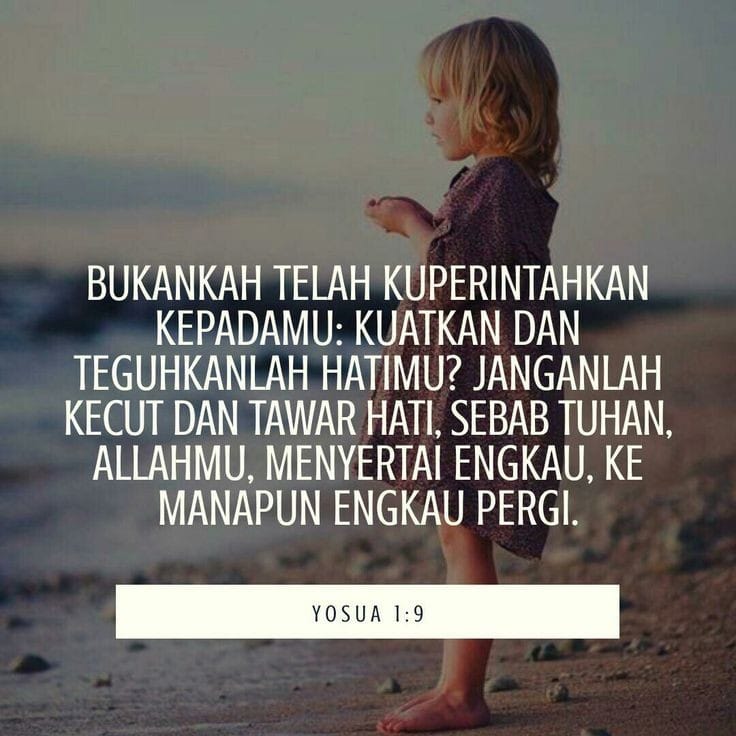 BUKANKAH TELAH KUPERINTAHKAN
KEPADAMU: KUATKAN DAN
TEGUHKANLAH HATIMU? JANGANLAH
KECUT DAN TAWAR HATI, SEBAB TUHAN,
ALLAHMU, MENYERTAI ENGKAU, KE
MANAPUN ENGKAU PERGI.
YOSUA 1:9